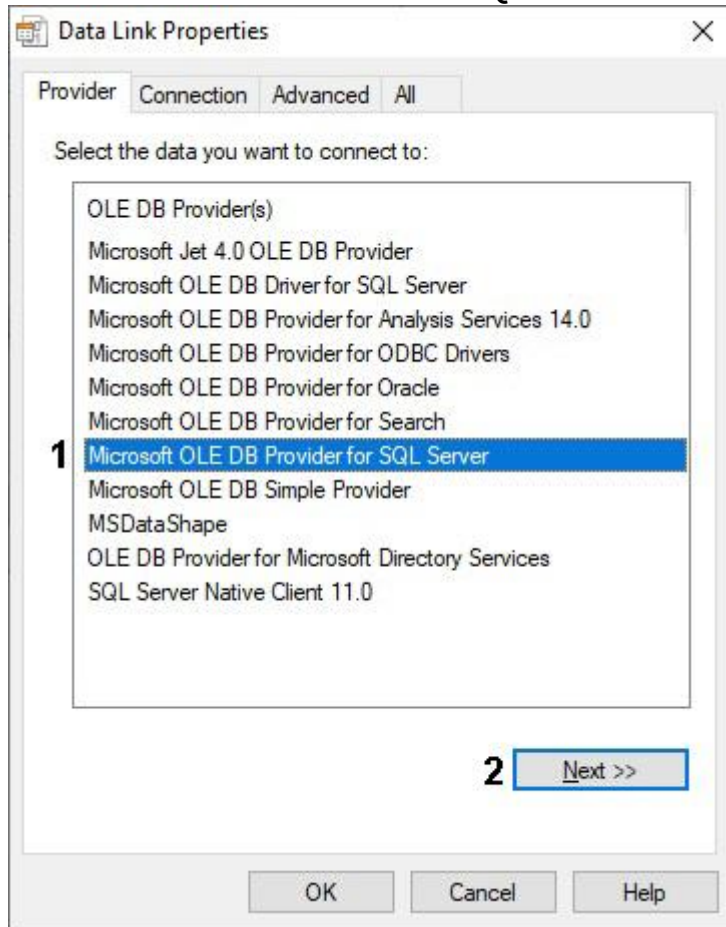 Data Link Properties
Provider Connection Advanced All
Select the data you want to connect to:
OLE DB Provider(s)
Microsoft Jet 4.0 OLE DB Provider
Microsoft OLE DB Driver for SQL Server
Microsoft OLE DB Provider for Analysis Services 14.0
Microsoft OLE DB Provider for ODBC Drivers
Microsoft OLE DB Provider for Oracle
Microsoft OLE DB Provider for Search
1 Microsoft OLE DB Provider for SQL Server
Microsoft OLE DB Simple Provider
MSDataShape
OLE DB Provider for Microsoft Directory Services
SQL Server Native Client 11.0
2 Next >>
OK Cancel Help